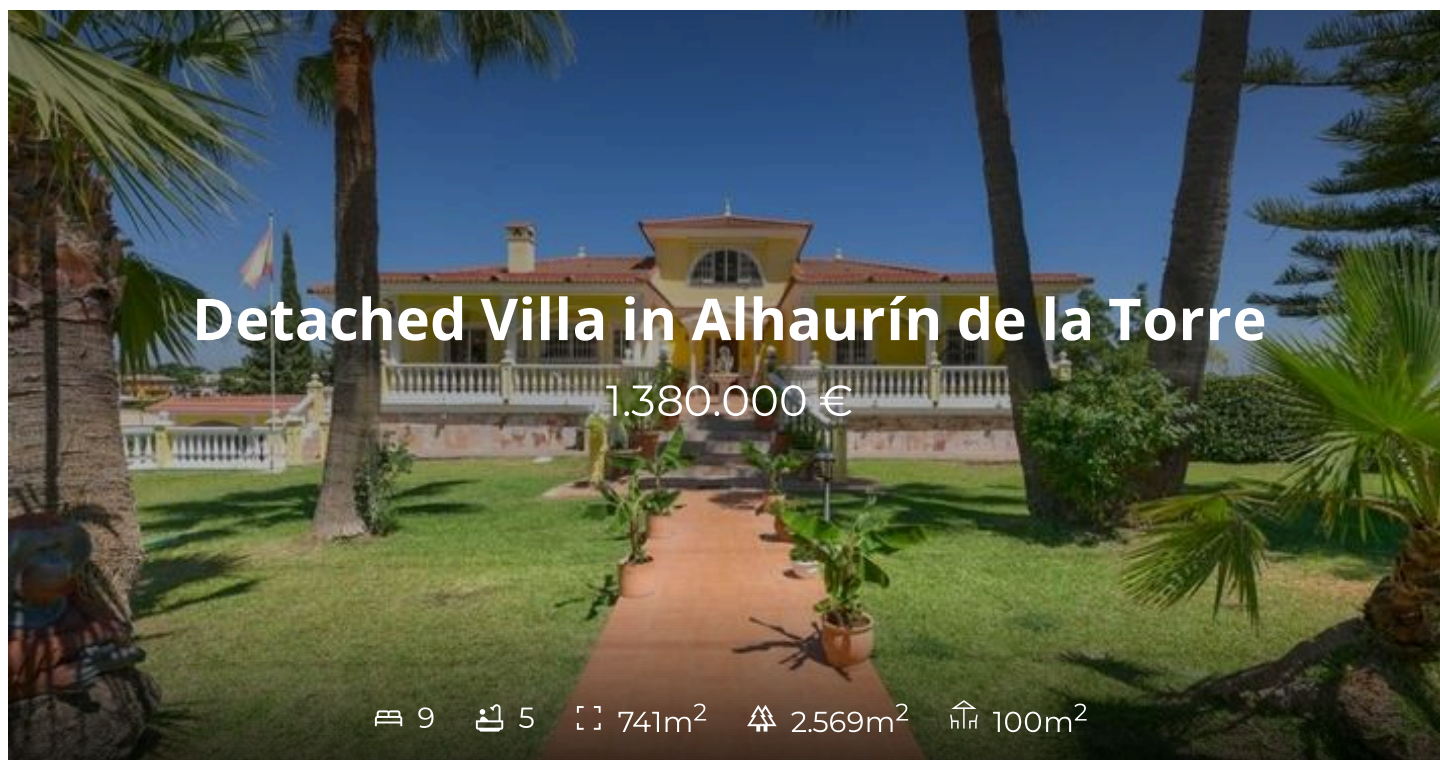 Detached Villa in Alhaurín de la Torre
1.380.000 €
9 5 741m² 2.569m² 100m²